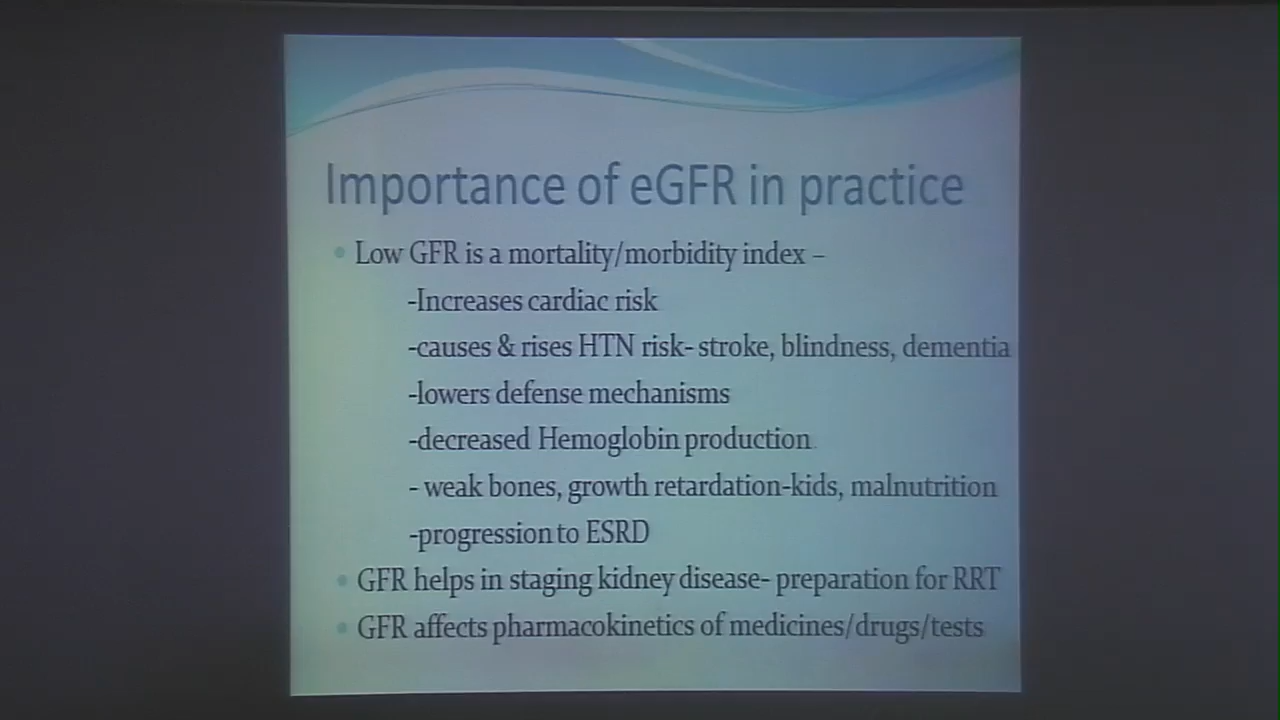 Importance of eGFR in practice
• Low GFR is a mortality/morbidity index –
-Increases cardiac risk
-causes & rises HTN risk- stroke, blindness, dementia
-lowers defense mechanisms
-decreased Hemoglobin production
- weak bones, growth retardation-kids, malnutrition
-progression to ESRD
• GFR helps in staging kidney disease- preparation for RRT
• GFR affects pharmacokinetics of medicines/drugs/tests